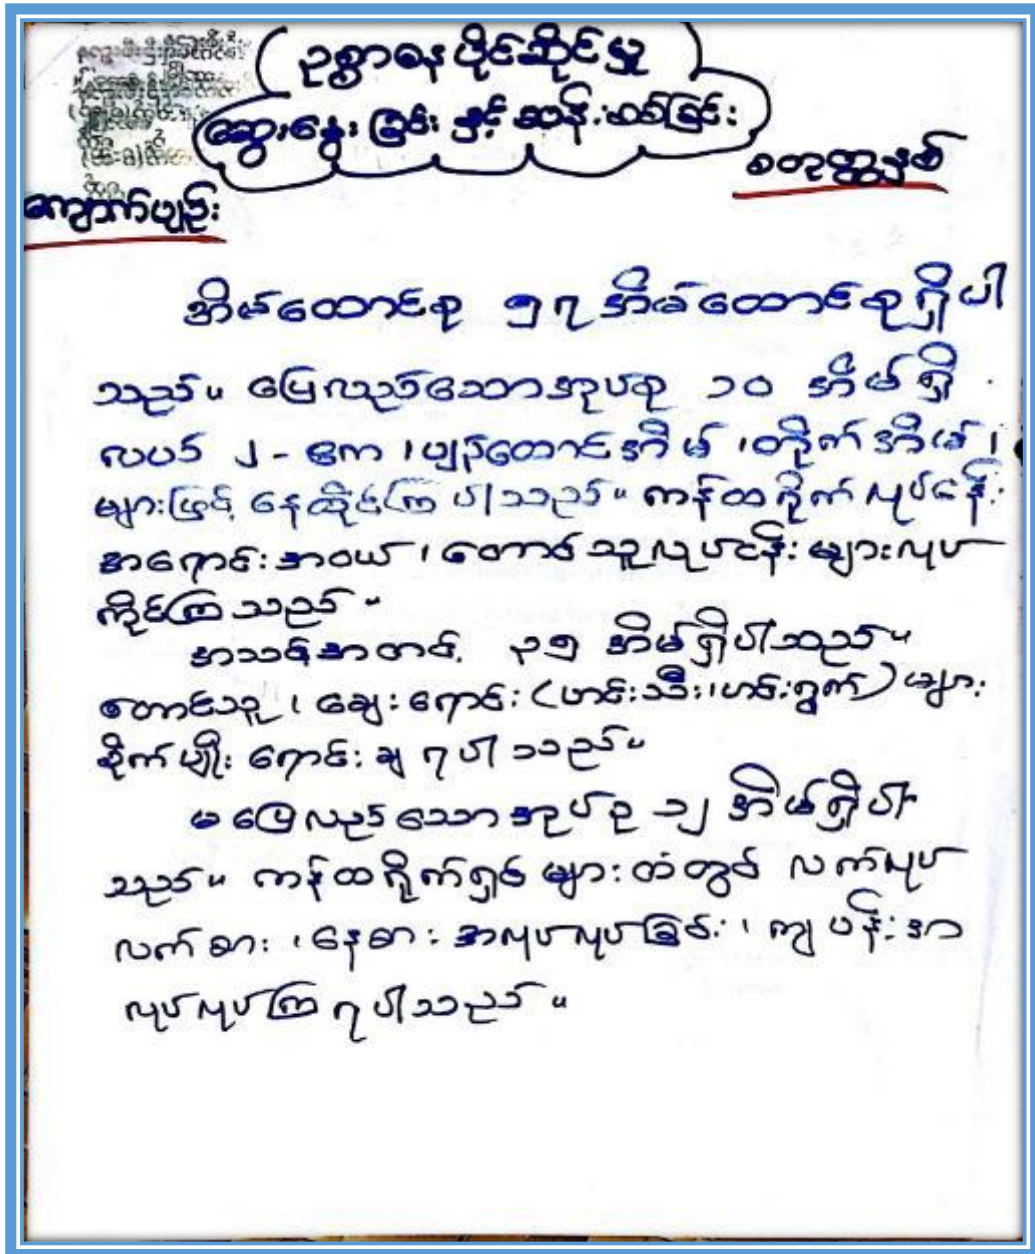 ဥစ္စာဓနပိုင်ဆိုင်မှု
ဆွေးနွေးခြင်း နှင့် ဆန်းစစ်ခြင်း
စတုတ္ထနှစ်
ကျောက်ပျဉ်း
အိမ်ထောင်စု ၅၇ အိမ်ထောင်စုရှိပါ
သည်။ ပြေလည်သောအုပ်စု ၁၀ အိမ်ရှိ
လယ် ၂-ဧက ၊ပျဉ်ထောင်အိမ် ၊တိုက်အိမ် ၊
များဖြင့် နေထိုင်ကြပါသည်။ ကန်ထရိုက်လုပ်ငန်း
အရောင်းအဝယ် ၊ တောင်သူလုပ်ငန်း များလုပ်
ကိုင်ကြသည်။
အသင့်အတင့် ၃၅ အိမ်ရှိပါသည်။
တောင်သူ ၊ ဈေးရောင်း (ဟင်းသီး၊ဟင်းရွက်) များ
စိုက်ပျိုး ရောင်းချ ရပါသည်။
မပြေလည်သောအုပ်စု ၁၂ အိမ်ရှိပါ
သည်။ ကန်ထရိုက်ရှင် များထံတွင် လက်လုပ်
လက်စား ၊နေ့စား အလုပ်လုပ်ခြင်း ၊ ကျပန်းအ
လုပ်လုပ်ကြရပါသည်။